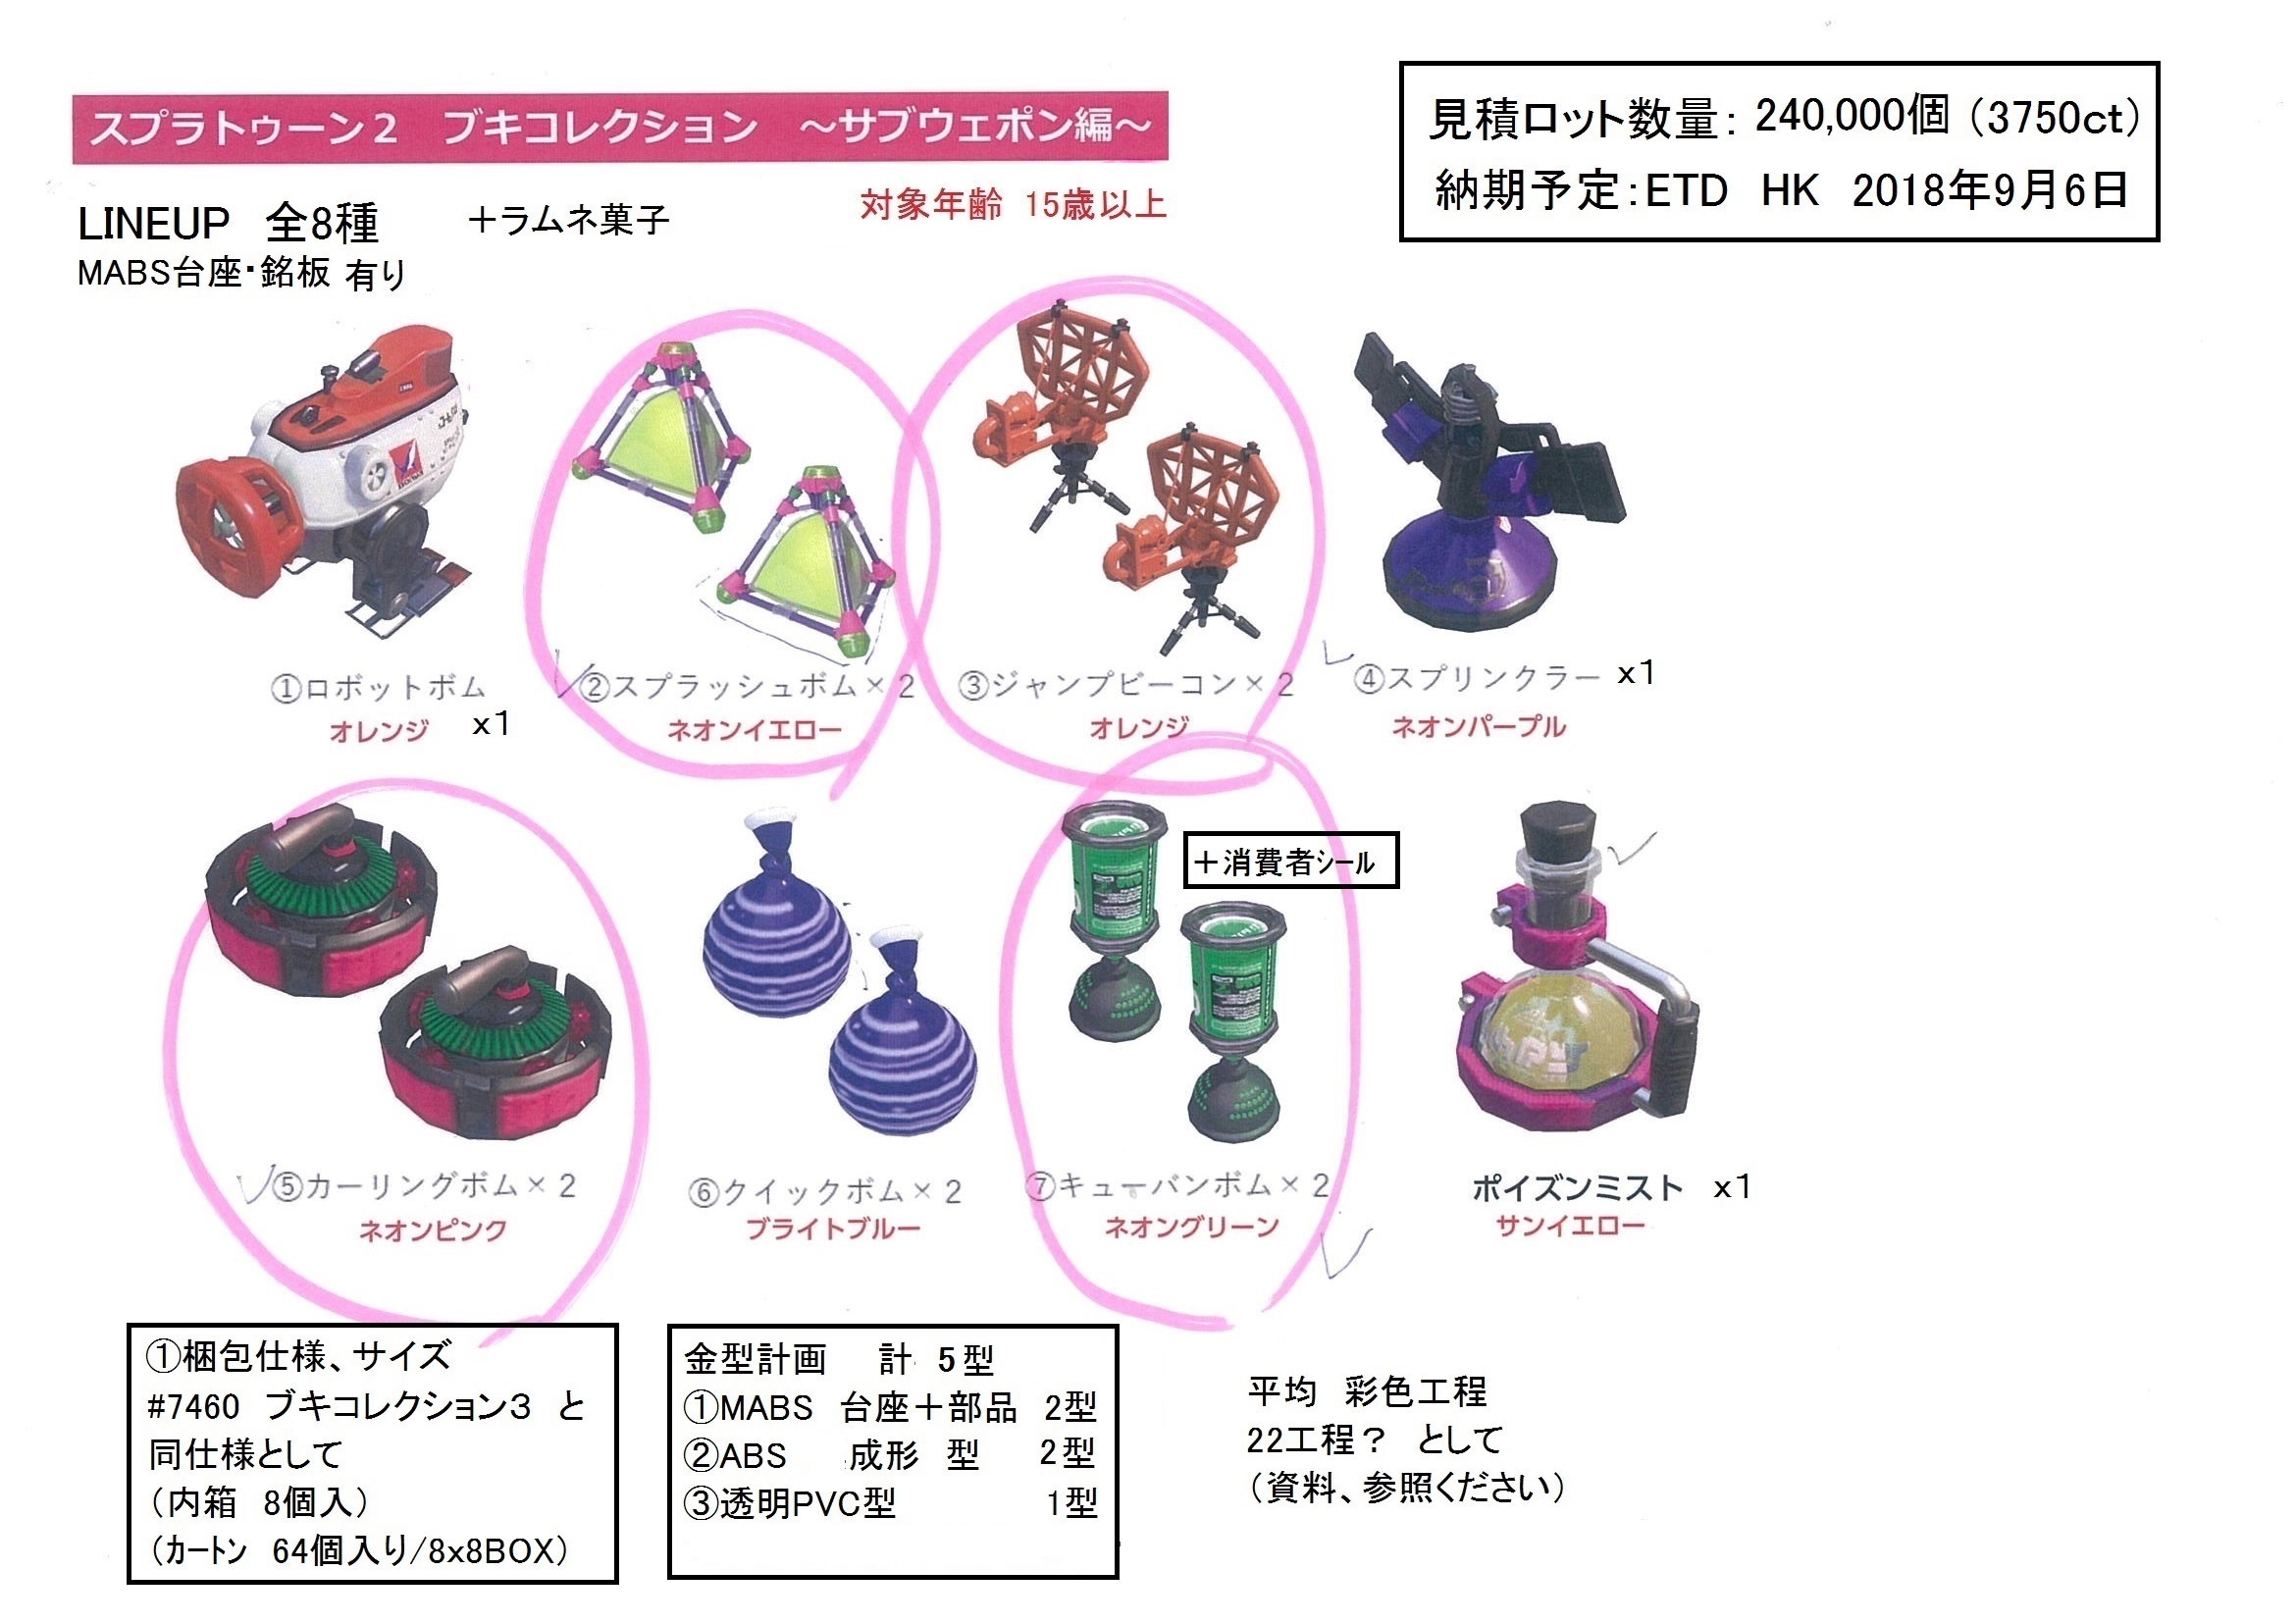 スプラトゥーン2 ブキコレクション ~サブウェポン編~
見積ロット数量: 240,000個 (3750ct)
納期予定:ETD HK 2018年9月6日
LINEUP 全8種 +ラムネ菓子
対象年齢 15歳以上
MABS台座・銘板 有り
①ロボットボム x1
オレンジ
②スプラッシュボム×2
ネオンイエロー
③ジャンプビーコン×2
オレンジ
④スプリンクラー x1
ネオンパープル
+消費者シール
⑤カーリングボム×2
ネオンピンク
⑥クイックボム×2
ブライトブルー
⑦キューバンボム×2
ネオングリーン
ポイズンミスト x1
サンイエロー
①梱包仕様、サイズ
#7460 ブキコレクション3 と
同仕様として
(内箱 8個入)
(カートン 64個入り/8x8BOX)
金型計画 計 5型
①MABS 台座+部品 2型
②ABS 成形 型 2型
③透明PVC型 1型
平均 彩色工程
22工程? として
(資料、参照ください)